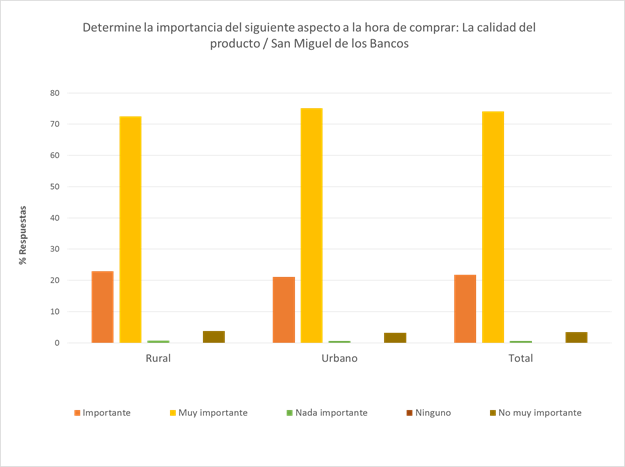 Determine la importancia del siguiente aspecto a la hora de comprar: La calidad del
producto / San Miguel de los Bancos
80
70
60
50
40
30
20
10
0
% Respuestas
Rural Urbano Total
Importante Muy importante Nada importante Ninguno No muy importante